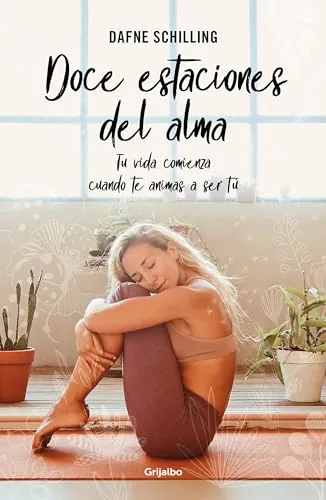 DAFNE SCHILLING
Doce estaciones
del alma
Tu vida comienza
cuando te animas a ser tú
Grijalbo